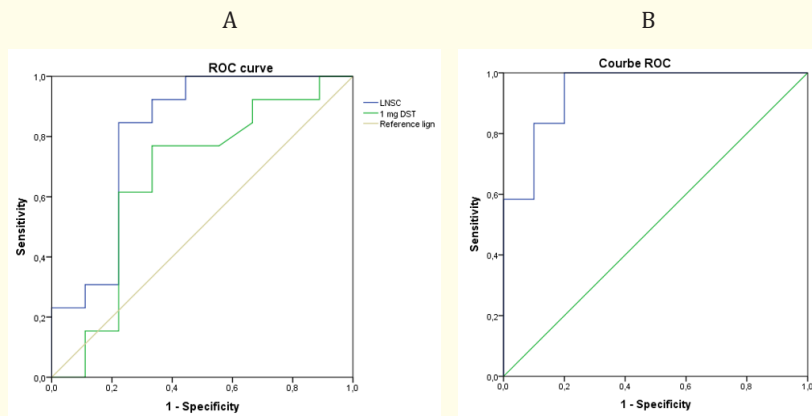 A
B
ROC curve
1,0
0,8
0,6
0,4
0,2
0,0
Sensitivity
0,0
0,2
0,4
0,6
0,8
1,0
1 - Specificity
LNSC
1 mg DST
Reference lign
Courbe ROC
1,0
0,8
0,6
0,4
0,2
0,0
Sensitivity
0,0
0,2
0,4
0,6
0,8
1,0
1 - Specificity